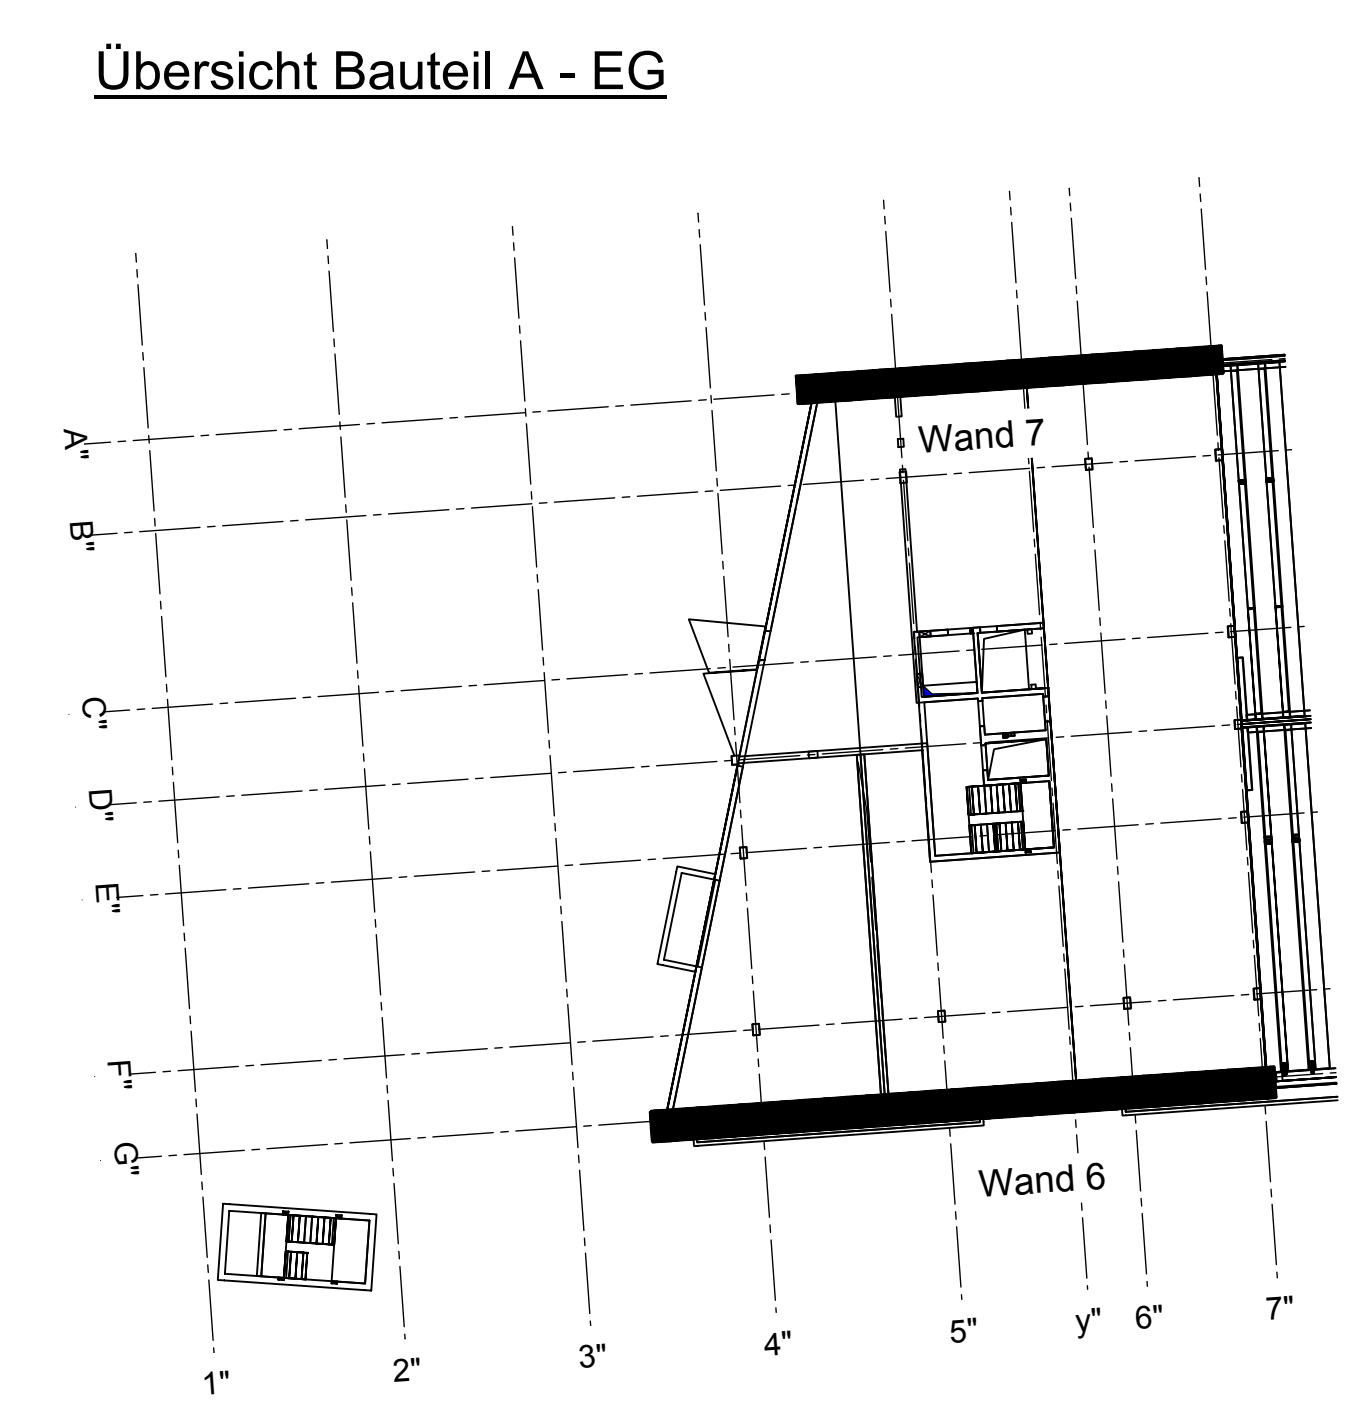 Übersicht Bauteil A - EG
Wand 7
A"
B"
C"
D"
E"
F"
G"
Wand 6
1"
2"
3"
4"
5"
y"
6"
7"